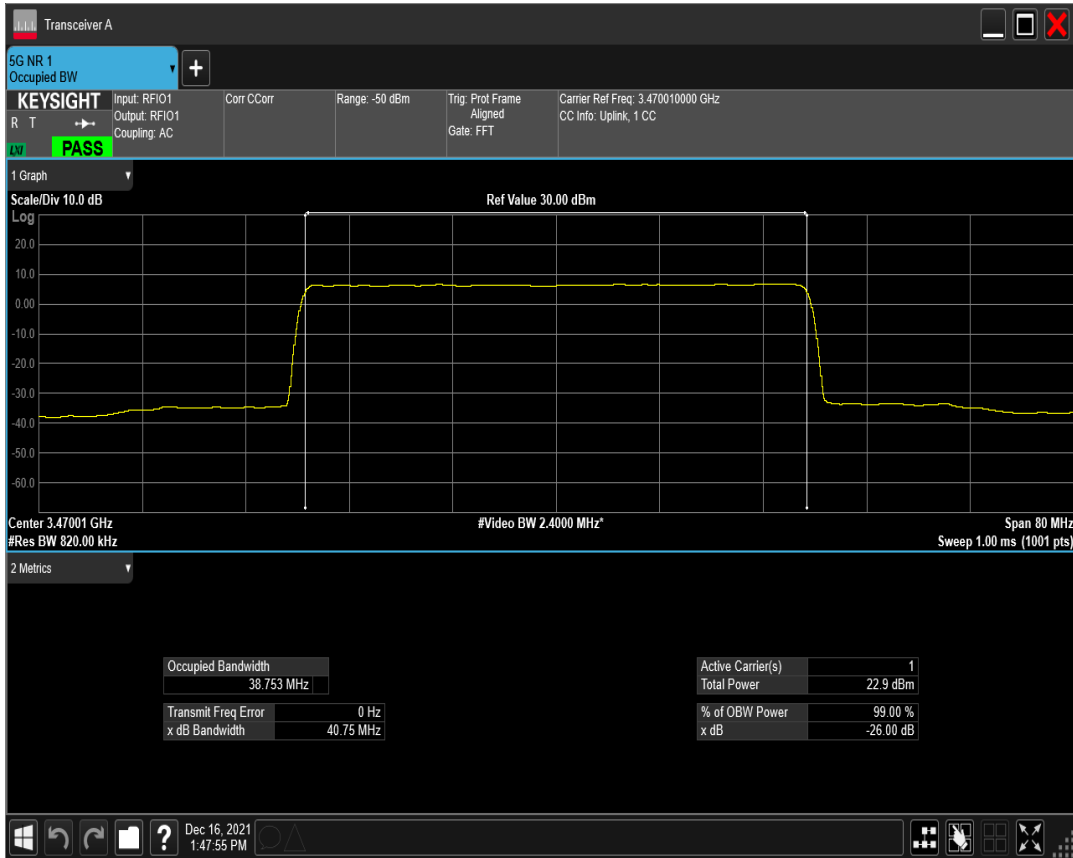 Transceiver A
5G NR 1
Occupied BW
KEYSIGHT
R T
LXI
PASS
Input: RFIO1
Output: RFIO1
Coupling: AC
Corr CCorr
Range: -50 dBm
Trig: Prot Frame
Aligned
Gate: FFT
Carrier Ref Freq: 3.470010000 GHz
CC Info: Uplink, 1 CC
1 Graph
Scale/Div 10.0 dB
Ref Value 30.00 dBm
Log
20.0
10.0
0.00
-10.0
-20.0
-30.0
-40.0
-50.0
-60.0
Center 3.47001 GHz
#Video BW 2.4000 MHz*
Span 80 MHz
#Res BW 820.00 kHz
Sweep 1.00 ms (1001 pts)
2 Metrics
Occupied Bandwidth
38.753 MHz
Transmit Freq Error 0 Hz
x dB Bandwidth 40.75 MHz
Active Carrier(s) 1
Total Power 22.9 dBm
% of OBW Power 99.00 %
x dB -26.00 dB
?
Dec 16, 2021
1:47:55 PM